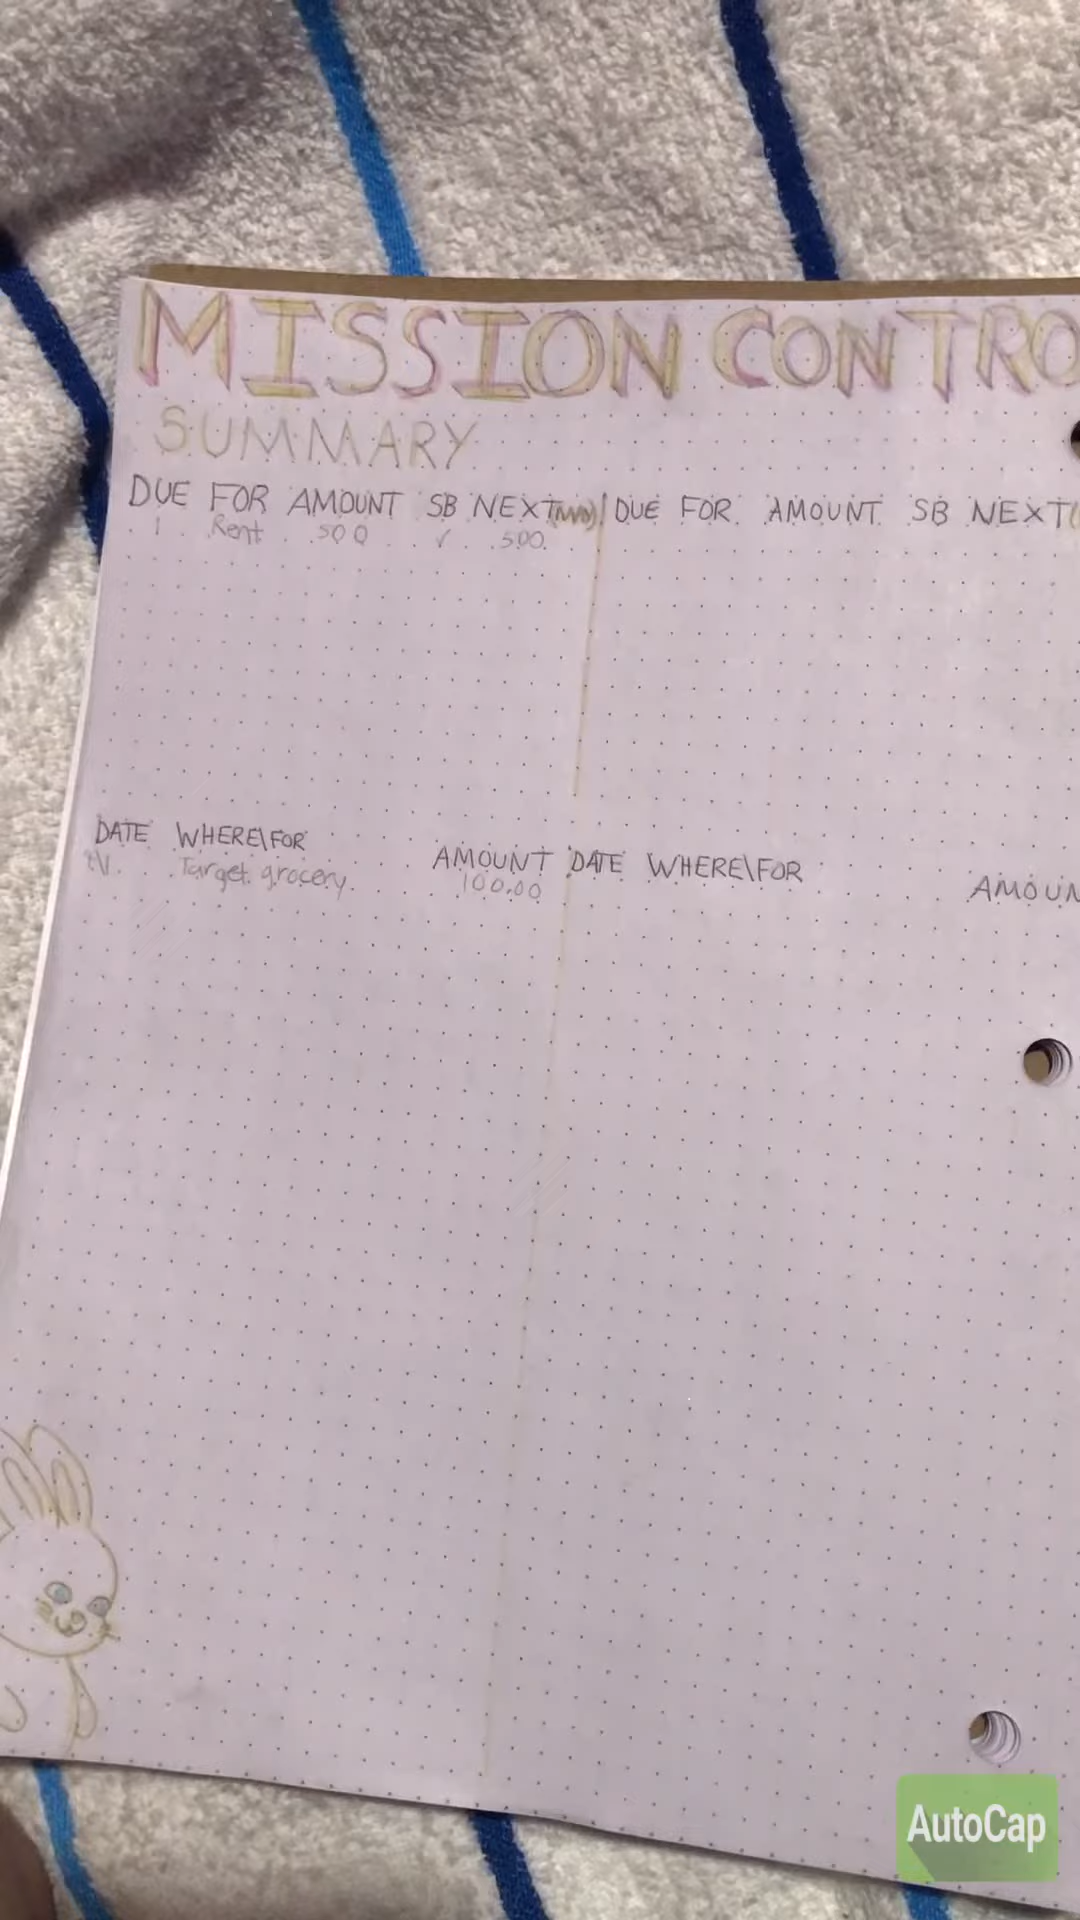 MISSION CONTRO
SUMMARY
DUE FOR AMOUNT SB NEXT DUE FOR AMOUNT SB NEXT
1 Rent 500 ✓ 500
DATE WHERE\FOR AMOUNT DATE WHERE\FOR AMOUN
Target grocery 100.00
AutoCap